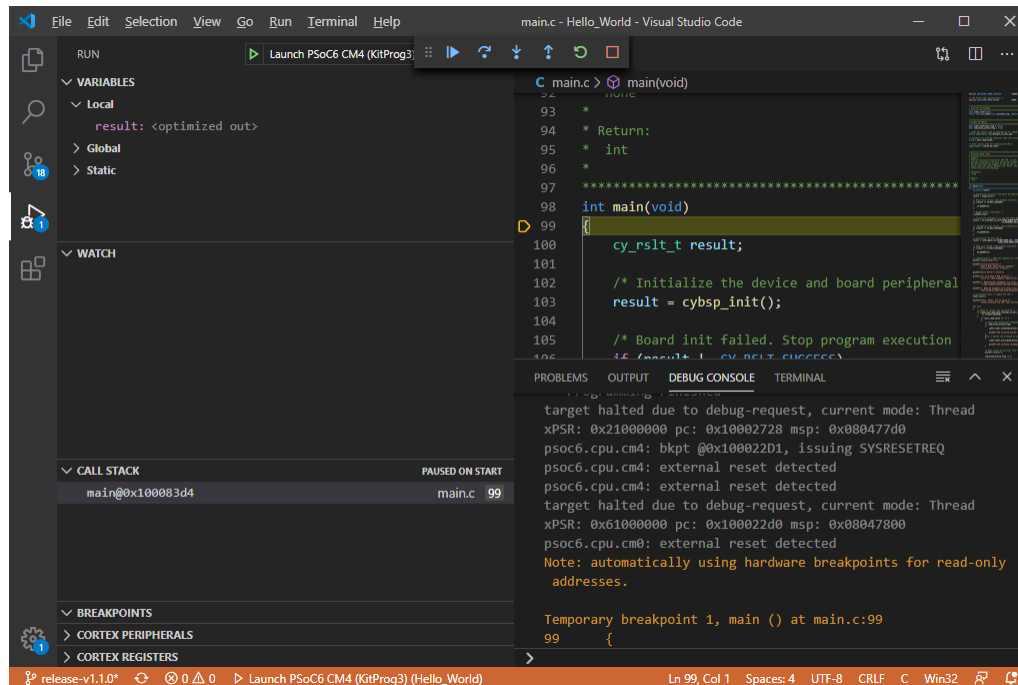 File Edit Selection View Go Run Terminal Help
main.c - Hello_World - Visual Studio Code
RUN
Launch PSoC6 CM4 (KitProg3)
VARIABLES
Local
result: <optimized out>
Global
Static
WATCH
CALL STACK
PAUSED ON START
main@0x100083d4
main.c 99
BREAKPOINTS
CORTEX PERIPHERALS
CORTEX REGISTERS
18
1
1
C main.c > main(void)
92 none
93 *
94 * Return:
95 * int
96 *
97 *************************************************
98 int main(void)
99 {
100 cy_rslt_t result;
101
102 /* Initialize the device and board peripheral
103 result = cybsp_init();
104
105 /* Board init failed. Stop program execution
106 if (result != CY_RSLT_SUCCESS)
PROBLEMS OUTPUT DEBUG CONSOLE TERMINAL
target halted due to debug-request, current mode: Thread
xPSR: 0x21000000 pc: 0x10002728 msp: 0x080477d0
psoc6.cpu.cm4: bkpt @0x100022D1, issuing SYSRESETREQ
psoc6.cpu.cm4: external reset detected
psoc6.cpu.cm4: external reset detected
target halted due to debug-request, current mode: Thread
xPSR: 0x61000000 pc: 0x100022d0 msp: 0x08047800
psoc6.cpu.cm0: external reset detected
Note: automatically using hardware breakpoints for read-only
addresses.
Temporary breakpoint 1, main () at main.c:99
99 {
>
release-v1.1.0* 0 0 Launch PSoC6 CM4 (KitProg3) (Hello_World)
Ln 99, Col 1 Spaces: 4 UTF-8 CRLF C Win32